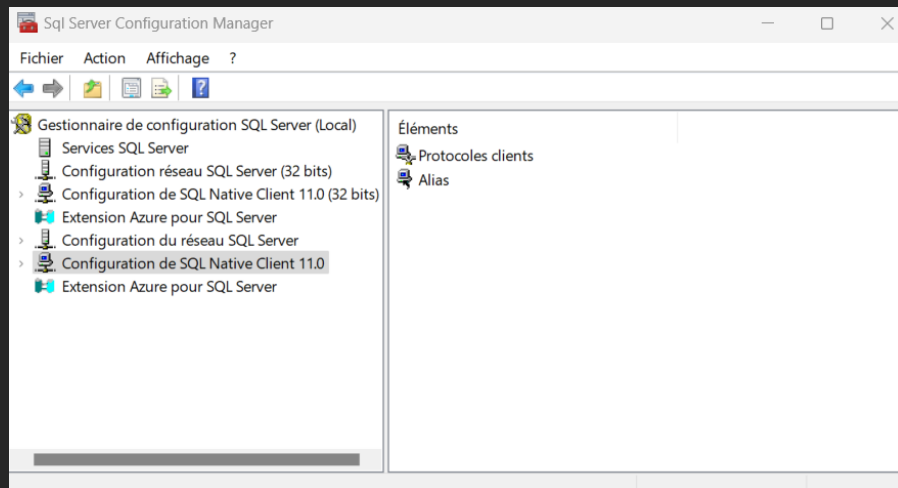 Sql Server Configuration Manager
Fichier Action Affichage ?
Gestionnaire de configuration SQL Server (Local)
Services SQL Server
Configuration réseau SQL Server (32 bits)
Configuration de SQL Native Client 11.0 (32 bits)
Extension Azure pour SQL Server
Configuration du réseau SQL Server
Configuration de SQL Native Client 11.0
Extension Azure pour SQL Server
Éléments
Protocoles clients
Alias